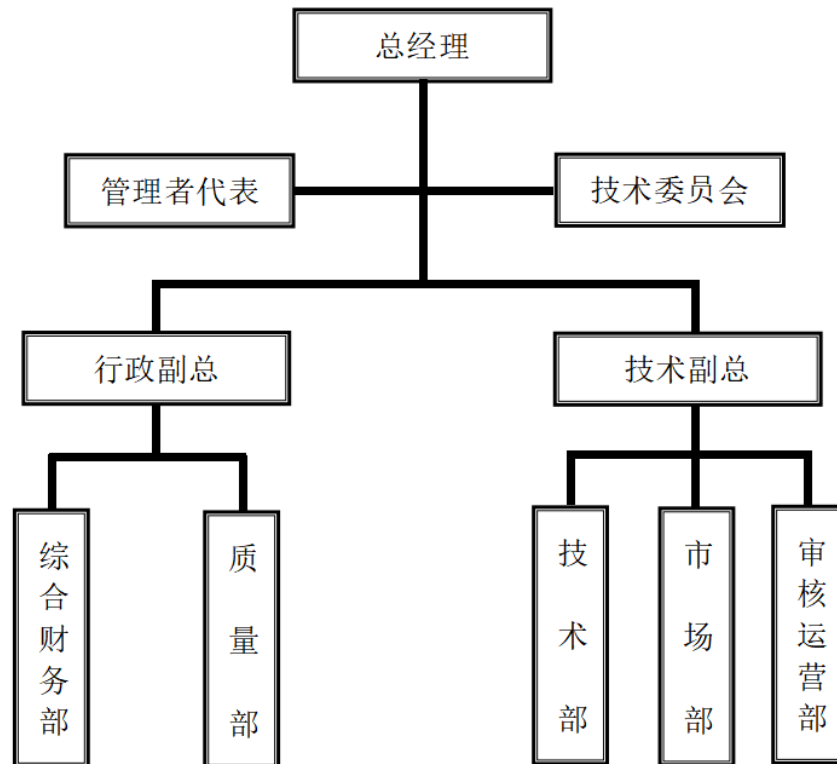 总经理
管理者代表
技术委员会
行政副总
技术副总
综合财务部
质量部
技术部
市场部
审核运营部